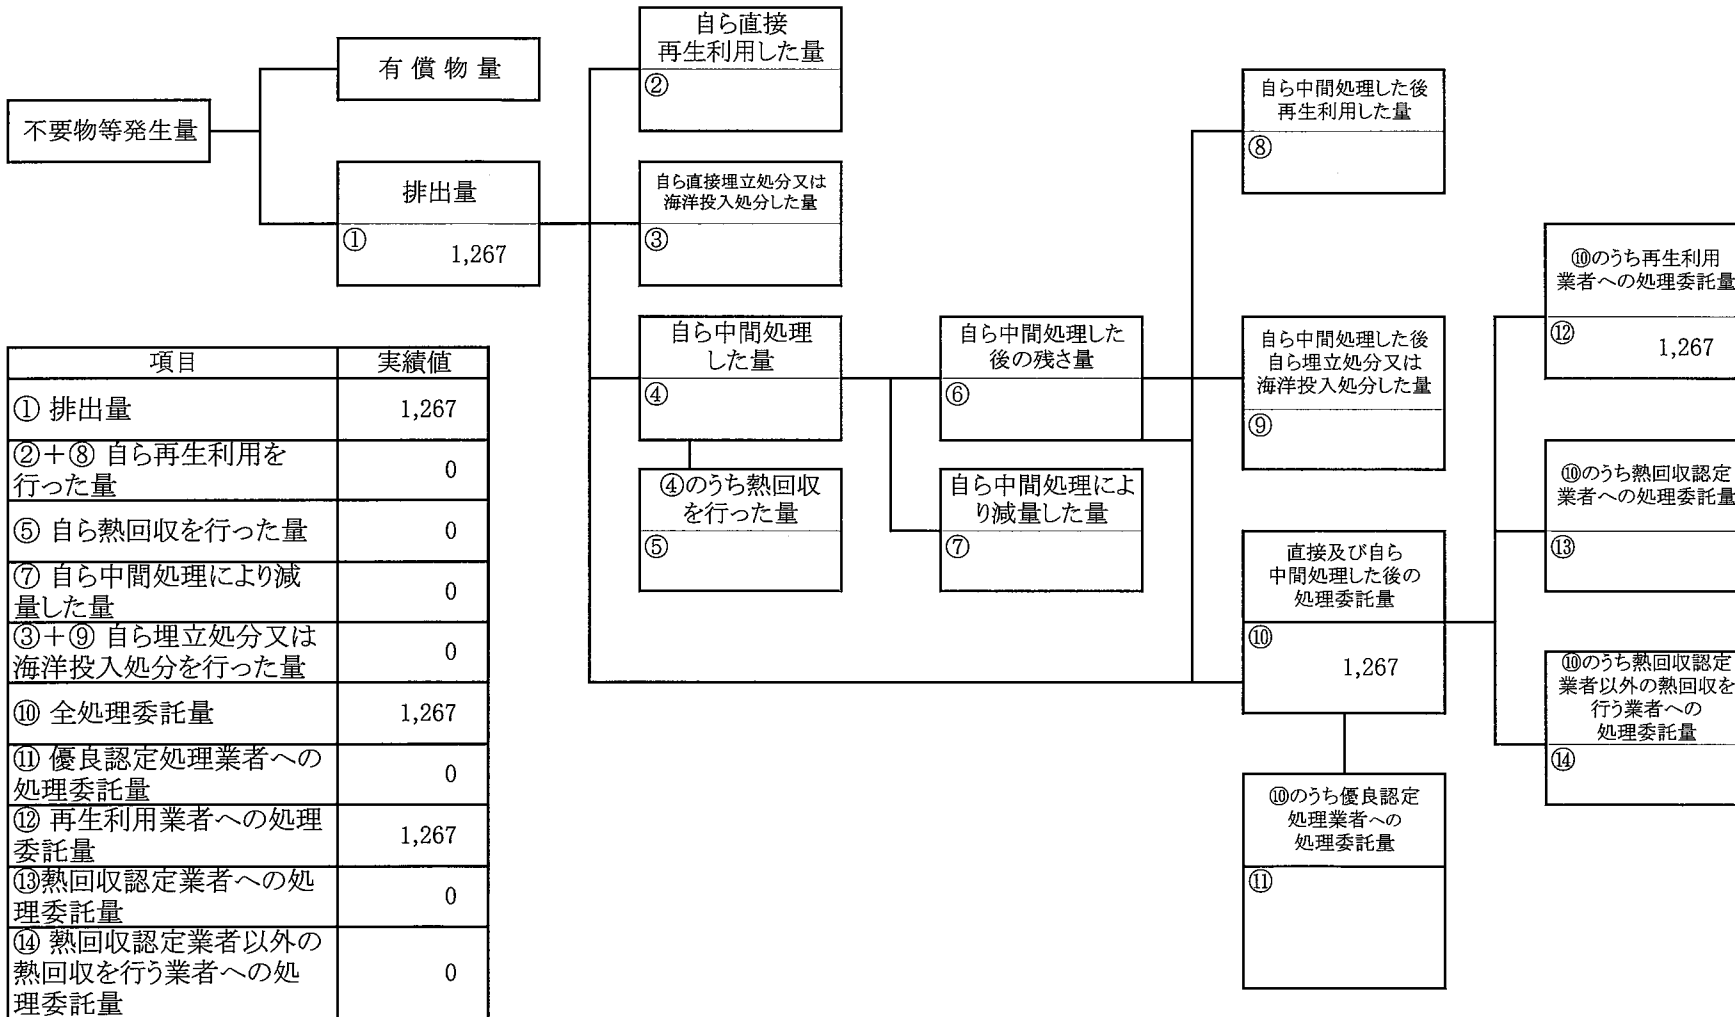 不要物等発生量
有償物量
排出量
①
1,267
自ら直接
再生利用した量
②
自ら直接埋立処分又は
海洋投入処分した量
③
自ら中間処理
した量
④
④のうち熱回収
を行った量
⑤
自ら中間処理した
後の残さ量
⑥
自ら中間処理によ
り減量した量
⑦
自ら中間処理した後
再生利用した量
⑧
自ら中間処理した後
自ら埋立処分又は
海洋投入処分した量
⑨
直接及び自ら
中間処理した後の
処理委託量
⑩
1,267
⑩のうち優良認定
処理業者への
処理委託量
⑪
⑩のうち再生利用
業者への処理委託量
⑫
1,267
⑩のうち熱回収認定
業者への処理委託量
⑬
⑩のうち熱回収認定
業者以外の熱回収を
行う業者への
処理委託量
⑭
項目 実績値
① 排出量 1,267
②＋⑧ 自ら再生利用を
行った量 0
⑤ 自ら熱回収を行った量 0
⑦ 自ら中間処理により減
量した量 0
③＋⑨ 自ら埋立処分又は
海洋投入処分を行った量 0
⑩ 全処理委託量 1,267
⑪ 優良認定処理業者への
処理委託量 0
⑫ 再生利用業者への処理
委託量 1,267
⑬熱回収認定業者への処
理委託量 0
⑭ 熱回収認定業者以外の
熱回収を行う業者への処
理委託量 0